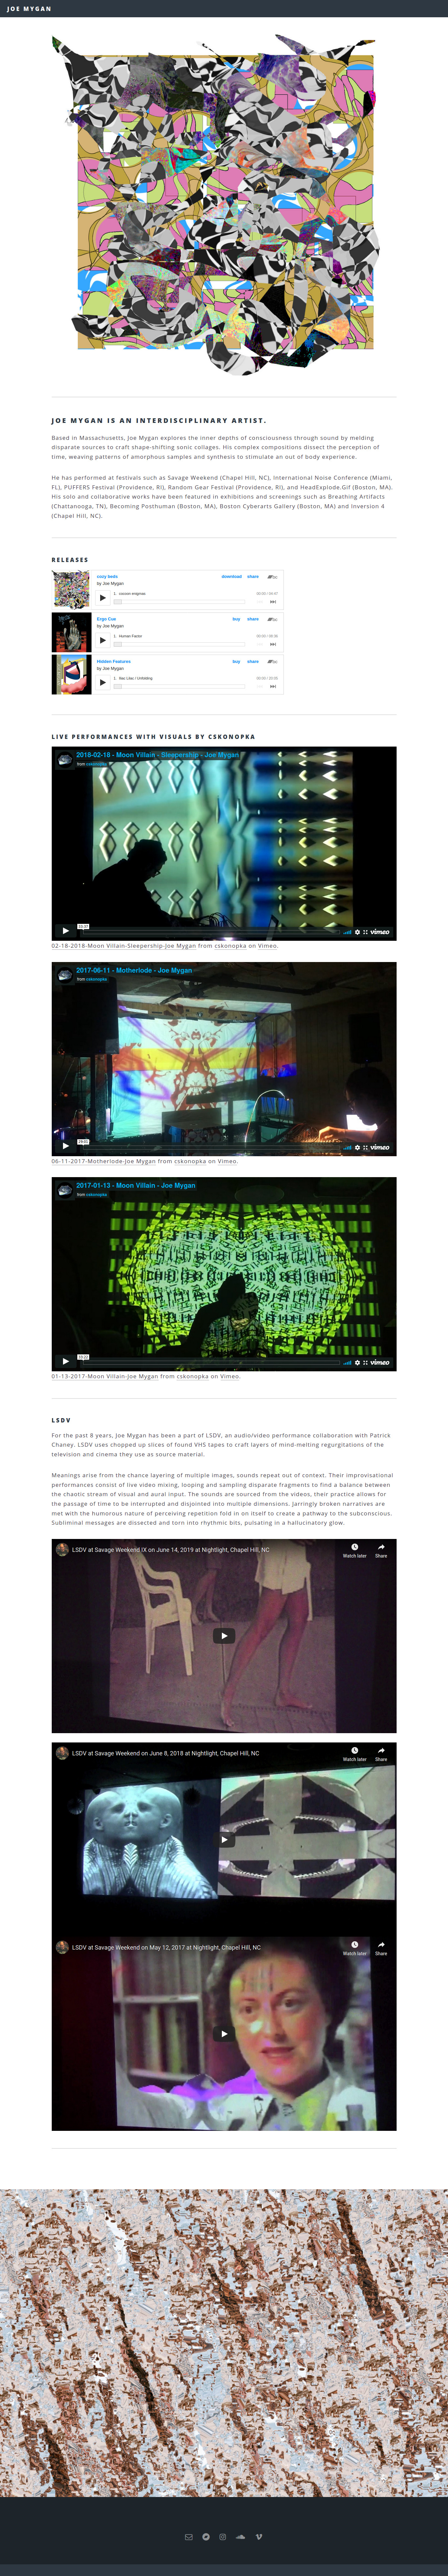 JOE MYGAN
JOE MYGAN IS AN INTERDISCIPLINARY ARTIST.
Based in Massachusetts, Joe Mygan explores the inner depths of consciousness through sound by melding
disparate sources to craft shape-shifting sonic collages. His complex compositions dissect the perception of
time, weaving patterns of amorphous samples and synthesis to stimulate an out of body experience.
He has performed at festivals such as Savage Weekend (Chapel Hill, NC), International Noise Conference (Miami,
FL), PUFFERS Festival (Providence, RI), Random Gear Festival (Providence, RI), and HeadExplode.Gif (Boston, MA).
His solo and collaborative works have been featured in exhibitions and screenings such as Breathing Artifacts
(Chattanooga, TN), Becoming Posthuman (Boston, MA), Boston Cyberarts Gallery (Boston, MA) and Inversion 4
(Chapel Hill, NC).
RELEASES
cozy beds download share
by Joe Mygan
1. cocoon enigmas
Ergo Cue buy share
by Joe Mygan
1. Human Factor
Hidden Features buy share
by Joe Mygan
1. Haz Lilac / Unfolding
LIVE PERFORMANCES WITH VISUALS BY CSKONOPKA
2018-02-18 - Moon Villain - Sleepership - Joe Mygan
from cskonopka
vimeo
02-18-2018-Moon Villain-Sleepership-Joe Mygan from cskonopka on Vimeo.
2017-06-11 - Motherlode - Joe Mygan
from cskonopka
vimeo
06-11-2017-Motherlode-Joe Mygan from cskonopka on Vimeo.
2017-01-13 - Moon Villain - Joe Mygan
from cskonopka
vimeo
01-13-2017-Moon Villain-Joe Mygan from cskonopka on Vimeo.
LSDV
For the past 8 years, Joe Mygan has been a part of LSDV, an audio/video performance collaboration with Patrick
Chaney. LSDV uses chopped up slices of found VHS tapes to craft layers of mind-melting regurgitations of the
television and cinema they use as source material.
Meanings arise from the chance layering of multiple images, sounds repeat out of context. Their improvisational
performances consist of live video mixing, looping and sampling disparate fragments to find a balance between
the chaotic stream of visual and aural input. The sounds are sourced from the videos, their practice allows for
the passage of time to be interrupted and disjointed into multiple dimensions. Jarringly broken narratives are
met with the humorous nature of perceiving repetition fold in on itself to create a pathway to the subconscious.
Subliminal messages are dissected and torn into rhythmic bits, pulsating in a hallucinatory glow.
LSDV at Savage Weekend IX on June 14, 2019 at Nightlight, Chapel Hill, NC
Watch later Share
LSDV at Savage Weekend on June 8, 2018 at Nightlight, Chapel Hill, NC
Watch later Share
LSDV at Savage Weekend on May 12, 2017 at Nightlight, Chapel Hill, NC
Watch later Share